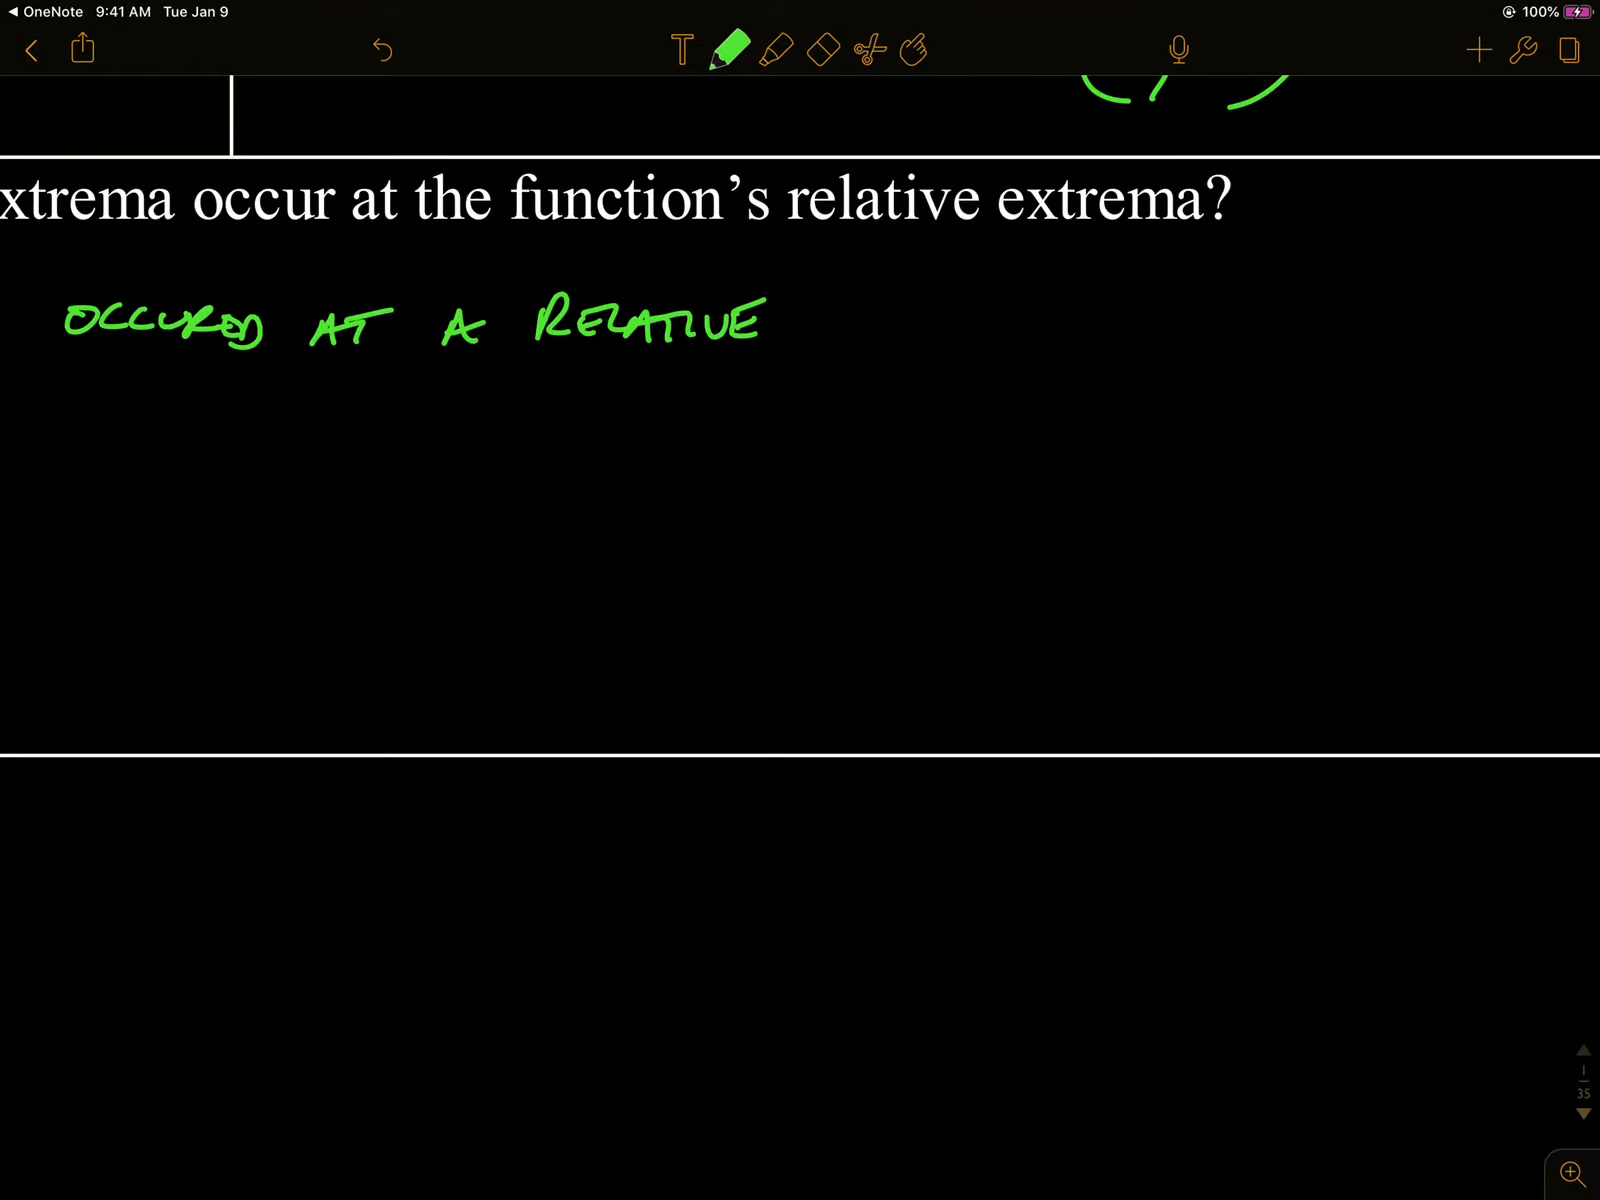 ◀ OneNote 9:41 AM Tue Jan 9
100%
xtrema occur at the function’s relative extrema?
OCCURED AT A RELATIVE
1
35